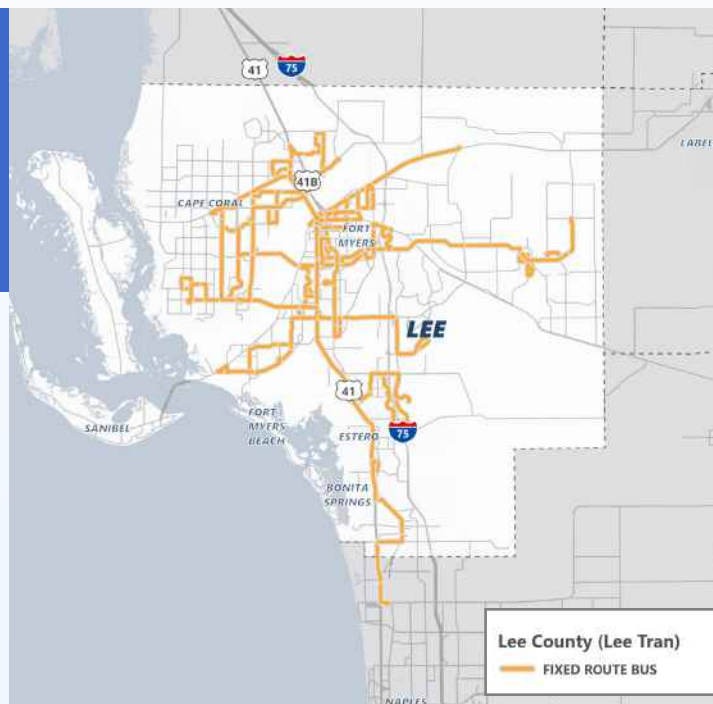 41
75
LABEL
41B
CAPE CORAL
FORT
MYERS
LEE
41
SANIBEL
FORT
MYERS
BEACH
ESTERO
75
BONITA
SPRINGS
Lee County (Lee Tran)
FIXED ROUTE BUS
NAPLES